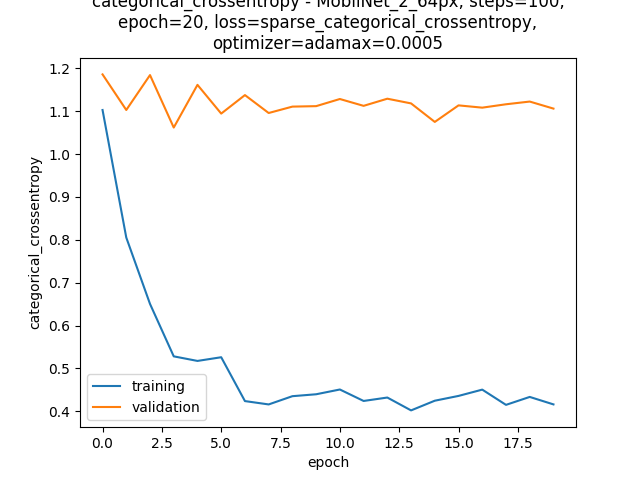 categorical_crossentropy - MobilNet_2_64px, steps=100,
epoch=20, loss=sparse_categorical_crossentropy,
optimizer=adamax=0.0005
1.2
1.1
1.0
0.9
0.8
0.7
0.6
0.5
0.4
categorical_crossentropy
training
validation
0.0 2.5 5.0 7.5 10.0 12.5 15.0 17.5
epoch